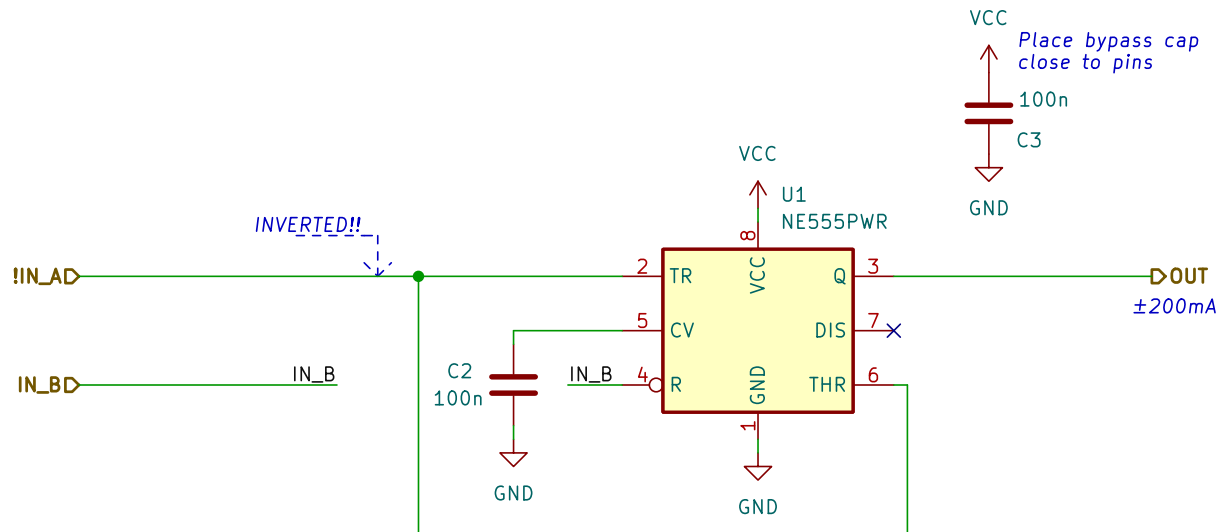 VCC
Place bypass cap
close to pins
100n
C3
GND
VCC
U1
NE555PWR
INVERTED!!
8
!IN_A
2
TR
VCC
Q
3
OUT
±200mA
5
CV
DIS
7
IN_B
IN_B
C2
100n
IN_B
4
R
GND
THR
6
1
GND
GND